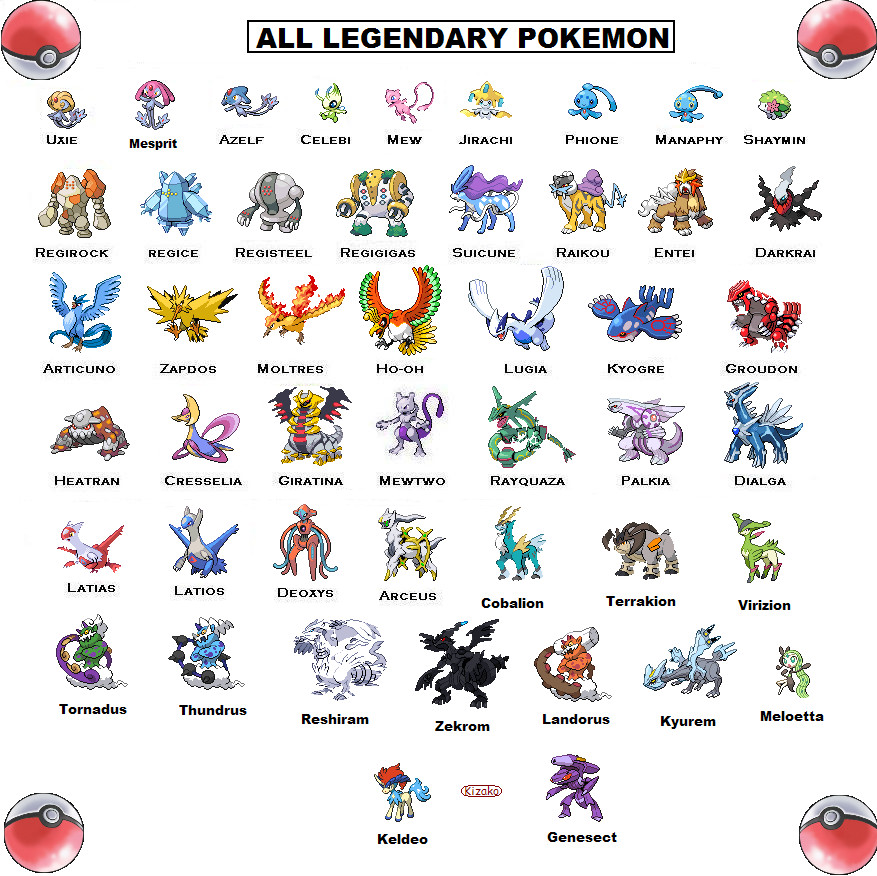 ALL LEGENDARY POKEMON
UXIE Mesprit AZELF CELEBI MEW JIRACHI PHIONE MANAPHY SHAYMIN
REGIROCK REGICE REGISTEEL REGIGIGAS SUICUNE RAIKOU ENTEI DARKRAI
ARTICUNO ZAPDOS MOLTRES HO-OH LUGIA KYOGRE GROUDON
HEATRAN CRESSELIA GIRATINA MEWTWO RAYQUAZA PALKIA DIALGA
LATIAS LATIOS DEOXYS ARCEUS Cobalion Terrakion Virizion
Tornadus Thundrus Reshiram Zekrom Landorus Kyurem Meloetta
Keldeo Kizako Genesect